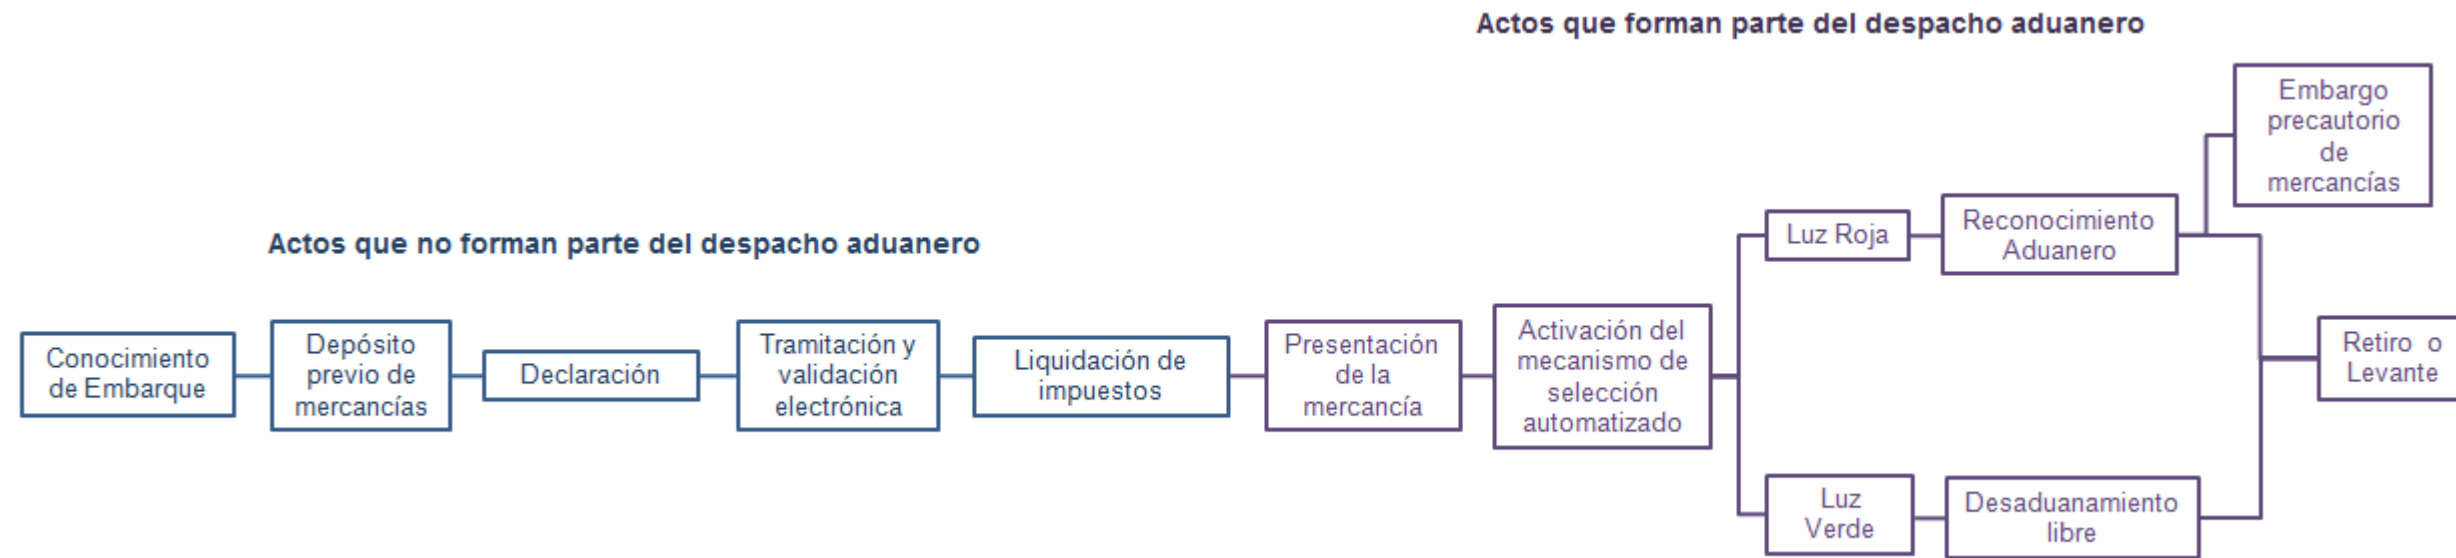 Actos que forman parte del despacho aduanero
Actos que no forman parte del despacho aduanero
Conocimiento
de Embarque
Depósito
previo de
mercancías
Declaración
Tramitación y
validación
electrónica
Liquidación de
impuestos
Presentación
de la
mercancía
Activación del
mecanismo de
selección
automatizado
Luz Roja
Reconocimiento
Aduanero
Embargo
precautorio
de
mercancías
Luz
Verde
Desaduanamiento
libre
Retiro o
Levante